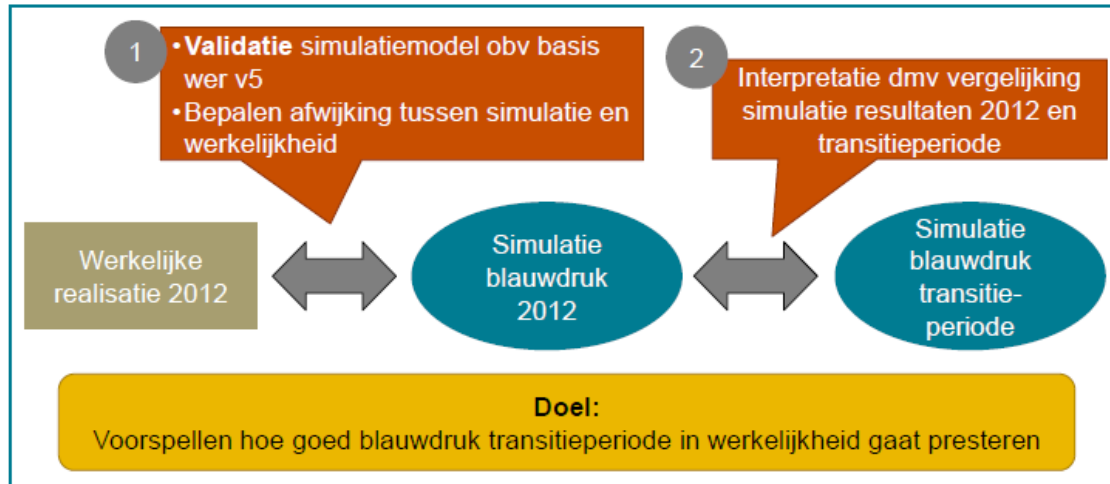 1
•Validatie simulatiemodel obv basis
wer v5
•Bepalen afwijking tussen simulatie en
werkelijkheid
2
Interpretatie dmv vergelijking
simulatie resultaten 2012 en
transitieperiode
Werkelijke
realisatie 2012
Simulatie
blauwdruk
2012
Simulatie
blauwdruk
transitie-
periode
Doel:
Voorspellen hoe goed blauwdruk transitieperiode in werkelijkheid gaat presteren